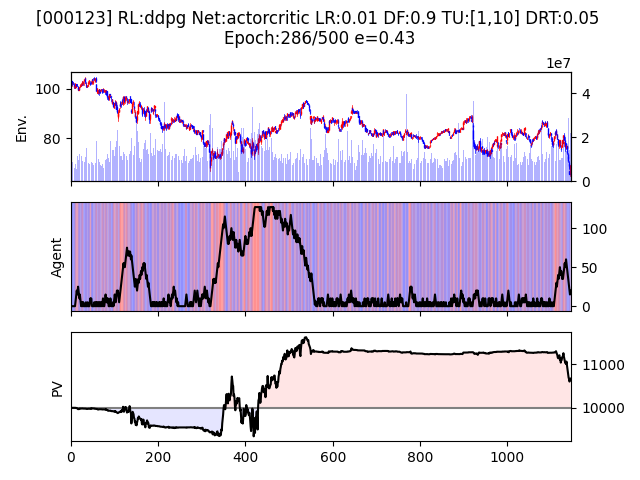 [000123] RL:ddpg Net:actorcritic LR:0.01 DF:0.9 TU:[1,10] DRT:0.05
Epoch:286/500 e=0.43
1e7
100
80
Env.
4
2
0
Agent
100
50
0
PV
11000
10000
0
200
400
600
800
1000